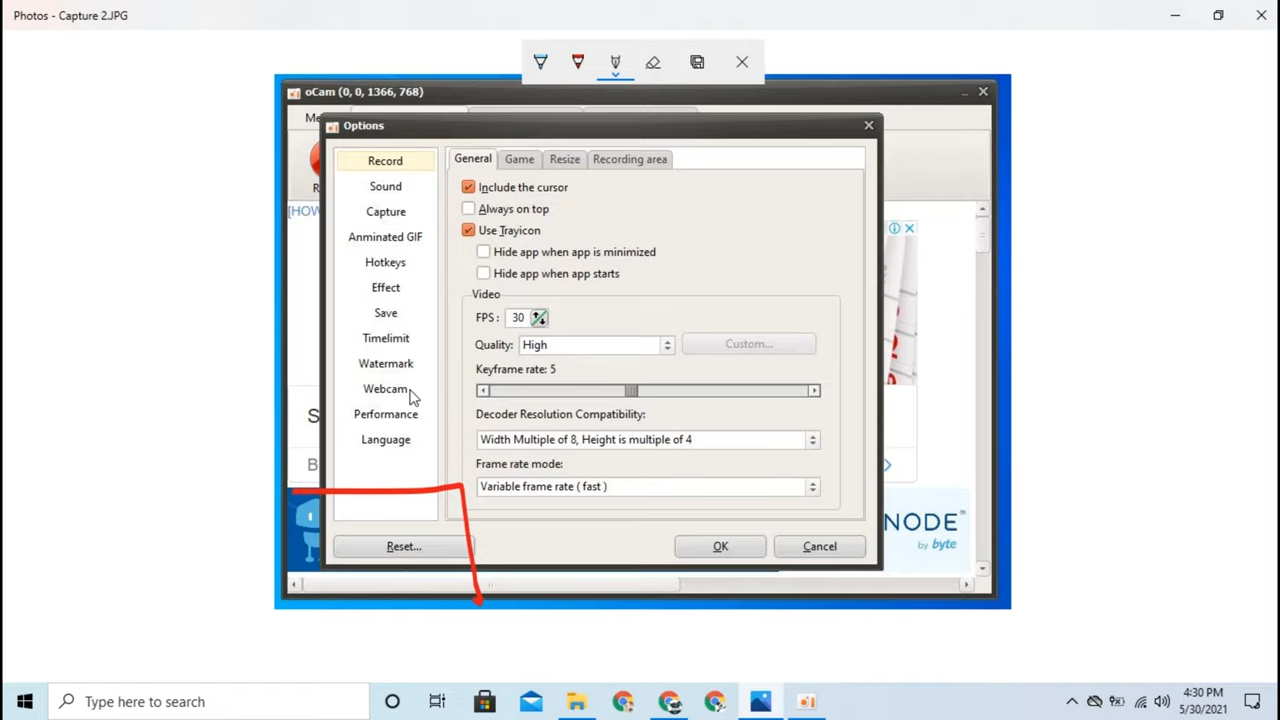 Photos - Capture 2.JPG
oCam (0, 0, 1366, 768)
Me
Options
Record
Sound
Capture
Anminated GIF
Hotkeys
Effect
Save
Timelimit
Watermark
Webcam
Performance
Language
General
Game
Resize
Recording area
Include the cursor
Always on top
Use Trayicon
Hide app when app is minimized
Hide app when app starts
Video
FPS : 30
Quality: High
Custom...
Keyframe rate: 5
Decoder Resolution Compatibility:
Width Multiple of 8, Height is multiple of 4
Frame rate mode:
Variable frame rate ( fast )
Reset...
OK
Cancel
R
[HOW
S
B
NODE
by byte
Type here to search
4:30 PM
5/30/2021